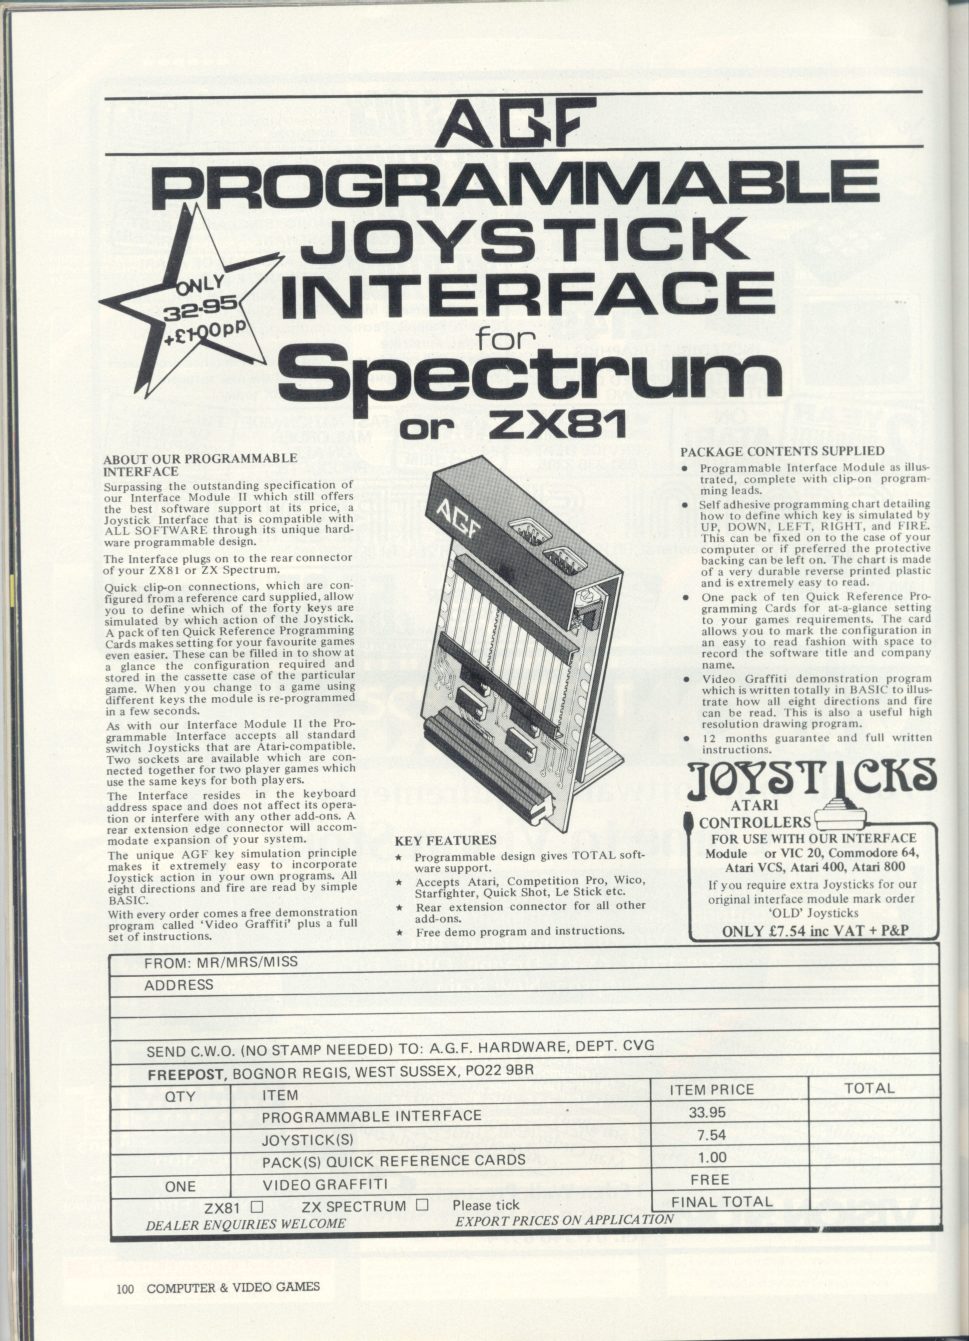 AGF
PROGRAMMABLE
JOYSTICK
INTERFACE
for
Spectrum
or ZX81
ONLY
32·95
+£1·00pp
ABOUT OUR PROGRAMMABLE
INTERFACE
Surpassing the outstanding specification of
our Interface Module II which still offers
the best software support at its price, a
Joystick Interface that is compatible with
ALL SOFTWARE through its unique hard-
ware programmable design.
The Interface plugs on to the rear connector
of your ZX81 or ZX Spectrum.
Quick clip-on connections, which are con-
figured from a reference card supplied, allow
you to define which of the forty keys are
simulated by which action of the Joystick.
A pack of ten Quick Reference Programming
Cards makes setting for your favourite games
even easier. These can be filled in to show at
a glance the configuration required and
stored in the cassette case of the particular
game. When you change to a game using
different keys the module is re-programmed
in a few seconds.
As with our Interface Module II the Pro-
grammable Interface accepts all standard
switch Joysticks that are Atari-compatible.
Two sockets are available which are con-
nected together for two player games which
use the same keys for both players.
The Interface resides in the keyboard
address space and does not affect its opera-
tion or interfere with any other add-ons. A
rear extension edge connector will accom-
modate expansion of your system.
The unique AGF key simulation principle
makes it extremely easy to incorporate
Joystick action in your own programs. All
eight directions and fire are read by simple
BASIC.
With every order comes a free demonstration
program called 'Video Graffiti' plus a full
set of instructions.
AGF
KEY FEATURES
★ Programmable design gives TOTAL soft-
ware support.
★ Accepts Atari, Competition Pro, Wico,
Starfighter, Quick Shot, Le Stick etc.
★ Rear extension connector for all other
add-ons.
★ Free demo program and instructions.
PACKAGE CONTENTS SUPPLIED
• Programmable Interface Module as illus-
trated, complete with clip-on program-
ming leads.
• Self adhesive programming chart detailing
how to define which key is simulated by
UP, DOWN, LEFT, RIGHT, and FIRE.
This can be fixed on to the case of your
computer or if preferred the protective
backing can be left on. The chart is made
of a very durable reverse printed plastic
and is extremely easy to read.
• One pack of ten Quick Reference Pro-
gramming Cards for at-a-glance setting
to your games requirements. The card
allows you to mark the configuration in
an easy to read fashion with space to
record the software title and company
name.
• Video Graffiti demonstration program
which is written totally in BASIC to illus-
trate how all eight directions and fire
can be read. This is also a useful high
resolution drawing program.
• 12 months guarantee and full written
instructions.
JOYSTICKS
ATARI
CONTROLLERS
FOR USE WITH OUR INTERFACE
Module or VIC 20, Commodore 64,
Atari VCS, Atari 400, Atari 800
If you require extra Joysticks for our
original interface module mark order
'OLD' Joysticks
ONLY £7.54 inc VAT + P&P
FROM: MR/MRS/MISS
ADDRESS
SEND C.W.O. (NO STAMP NEEDED) TO: A.G.F. HARDWARE, DEPT. CVG
FREEPOST, BOGNOR REGIS, WEST SUSSEX, PO22 9BR
QTY ITEM ITEM PRICE TOTAL
PROGRAMMABLE INTERFACE 33.95
JOYSTICK(S) 7.54
PACK(S) QUICK REFERENCE CARDS 1.00
ONE VIDEO GRAFFITI FREE
ZX81 □ ZX SPECTRUM □ Please tick FINAL TOTAL
DEALER ENQUIRIES WELCOME EXPORT PRICES ON APPLICATION
100 COMPUTER & VIDEO GAMES